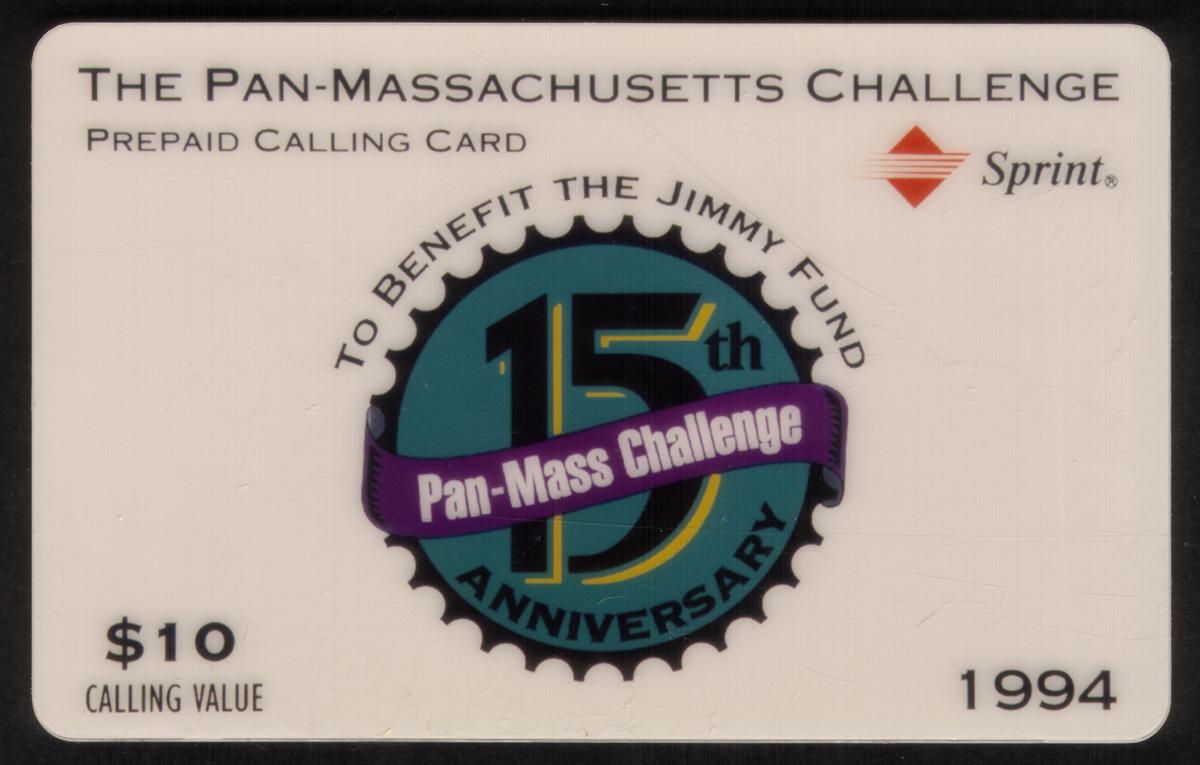 THE PAN-MASSACHUSETTS CHALLENGE
PREPAID CALLING CARD
Sprint®
TO BENEFIT THE JIMMY FUND
15th
Pan-Mass Challenge
ANNIVERSARY
$10
CALLING VALUE
1994